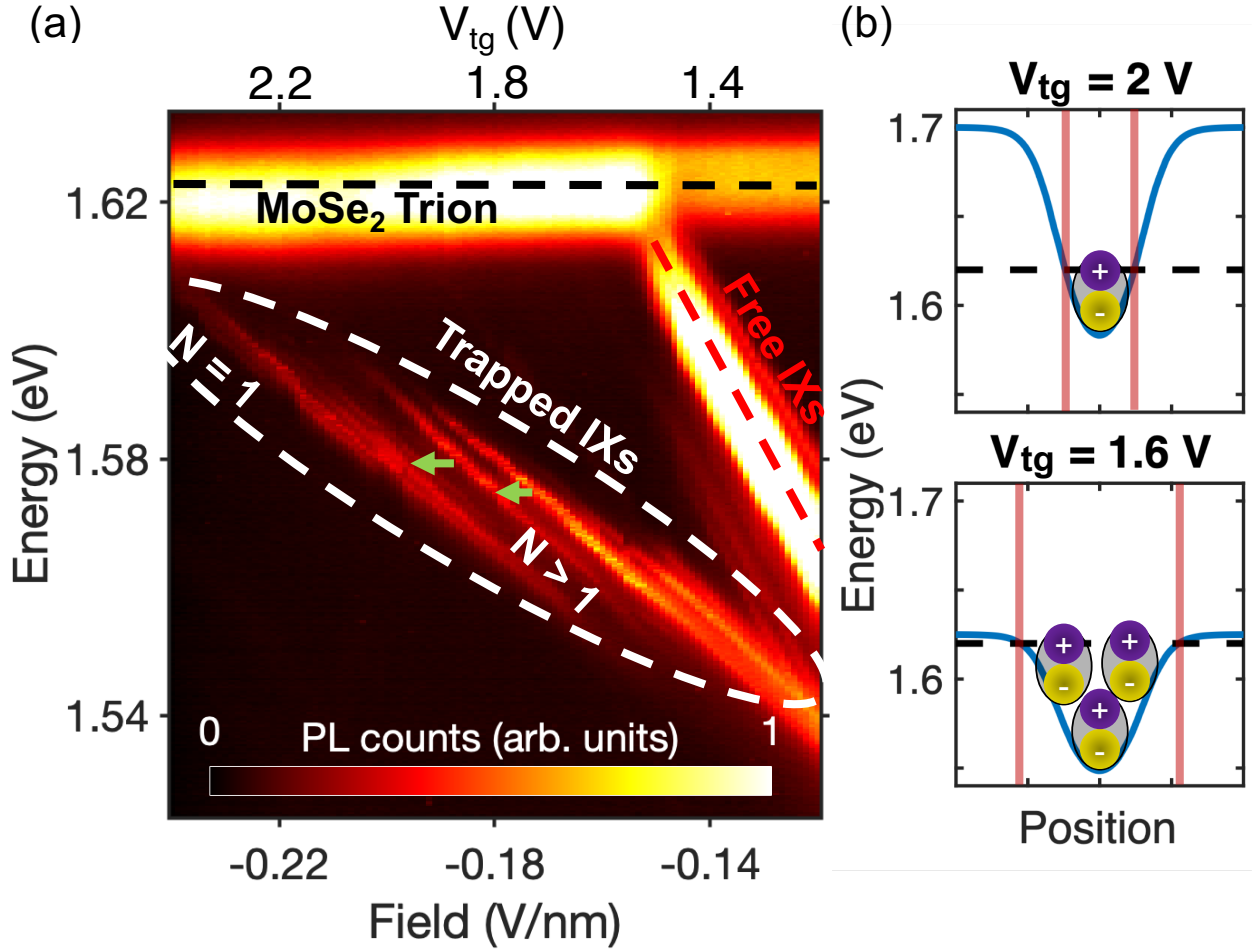 (a)
V_tg (V)
2.2 1.8 1.4
1.62
1.58
1.54
Energy (eV)
MoSe₂ Trion
Free IXs
Trapped IXs
N = 1
N > 1
0 PL counts (arb. units) 1
-0.22 -0.18 -0.14
Field (V/nm)
(b)
V_tg = 2 V
1.7
1.6
+
-
Energy (eV)
V_tg = 1.6 V
1.7
1.6
+ +
- -
+
-
Position